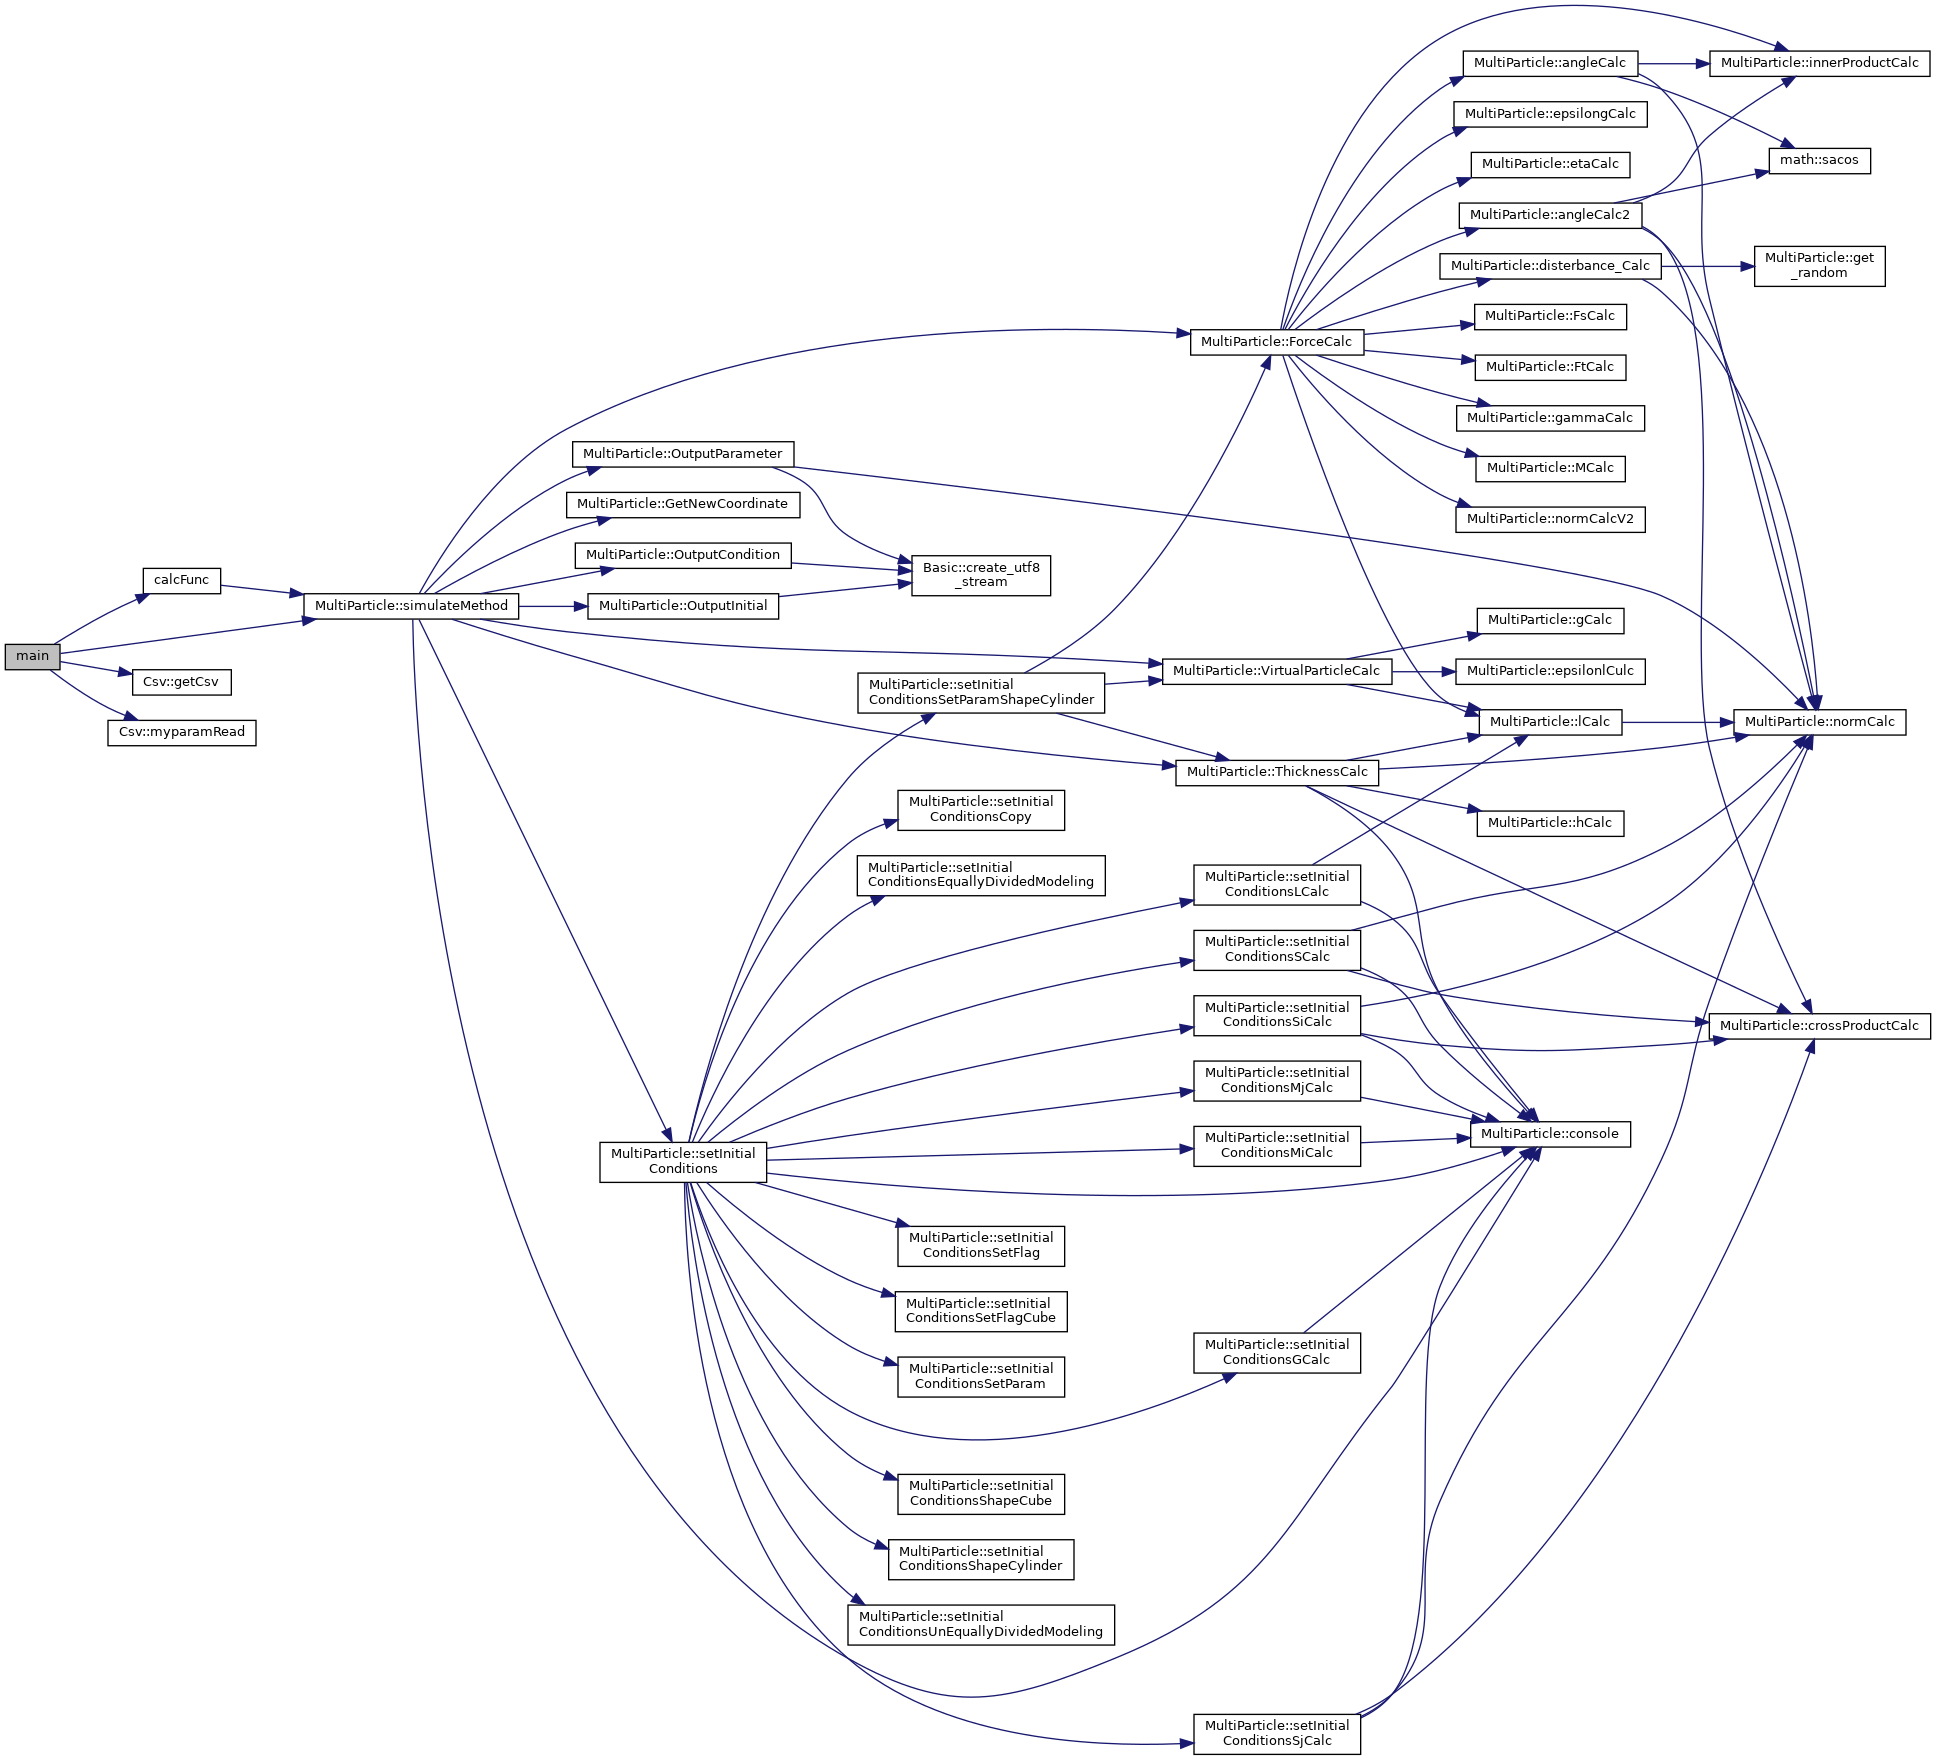 main
calcFunc
Csv::getCsv
Csv::myparamRead
MultiParticle::simulateMethod
MultiParticle::OutputParameter
MultiParticle::GetNewCoordinate
MultiParticle::OutputCondition
MultiParticle::OutputInitial
MultiParticle::setInitial
Conditions
Basic::create_utf8
_stream
MultiParticle::setInitial
ConditionsSetParamShapeCylinder
MultiParticle::setInitial
ConditionsCopy
MultiParticle::setInitial
ConditionsEquallyDividedModeling
MultiParticle::setInitial
ConditionsSetFlag
MultiParticle::setInitial
ConditionsSetFlagCube
MultiParticle::setInitial
ConditionsSetParam
MultiParticle::setInitial
ConditionsShapeCube
MultiParticle::setInitial
ConditionsShapeCylinder
MultiParticle::setInitial
ConditionsUnEquallyDividedModeling
MultiParticle::ForceCalc
MultiParticle::VirtualParticleCalc
MultiParticle::ThicknessCalc
MultiParticle::setInitial
ConditionsLCalc
MultiParticle::setInitial
ConditionsSCalc
MultiParticle::setInitial
ConditionsSiCalc
MultiParticle::setInitial
ConditionsMjCalc
MultiParticle::setInitial
ConditionsMiCalc
MultiParticle::setInitial
ConditionsGCalc
MultiParticle::setInitial
ConditionsSjCalc
MultiParticle::angleCalc
MultiParticle::epsilongCalc
MultiParticle::etaCalc
MultiParticle::angleCalc2
MultiParticle::disterbance_Calc
MultiParticle::FsCalc
MultiParticle::FtCalc
MultiParticle::gammaCalc
MultiParticle::MCalc
MultiParticle::normCalcV2
MultiParticle::gCalc
MultiParticle::epsilonlCulc
MultiParticle::lCalc
MultiParticle::hCalc
MultiParticle::console
MultiParticle::innerProductCalc
math::sacos
MultiParticle::get
_random
MultiParticle::normCalc
MultiParticle::crossProductCalc